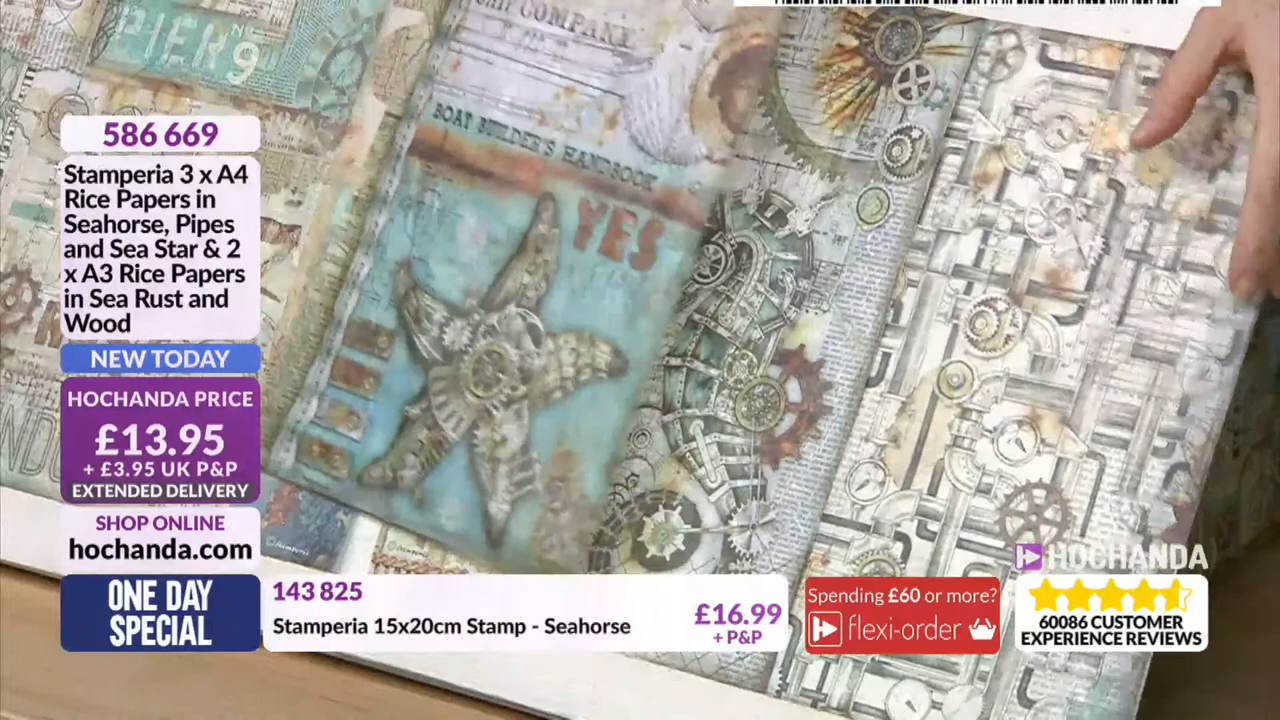 PIER
Nº
9
SHIP COMPANY
BOAT BUILDER'S HANDBOOK
YES
586 669
Stamperia 3 x A4
Rice Papers in
Seahorse, Pipes
and Sea Star & 2
x A3 Rice Papers
in Sea Rust and
Wood
NEW TODAY
HOCHANDA PRICE
£13.95
+ £3.95 UK P&P
EXTENDED DELIVERY
SHOP ONLINE
hochanda.com
ONE DAY
SPECIAL
143 825
Stamperia 15x20cm Stamp - Seahorse
£16.99
+ P&P
Spending £60 or more?
flexi-order
HOCHANDA
60086 CUSTOMER
EXPERIENCE REVIEWS